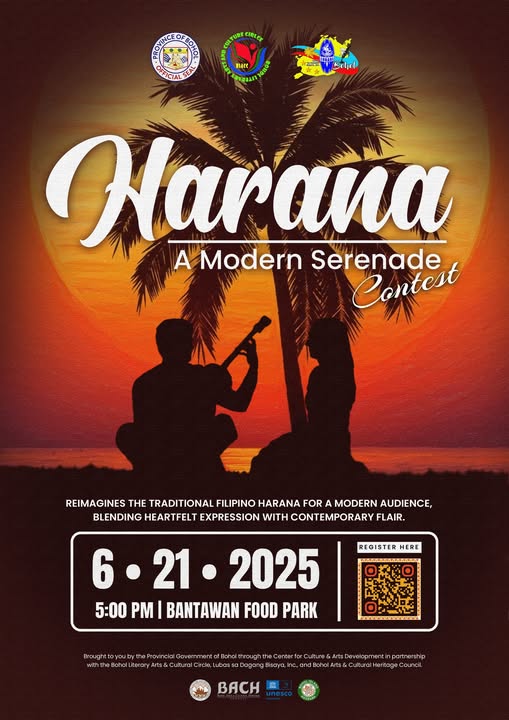 PROVINCE OF BOHOL
OFFICIAL SEAL
Bohol
Harana
A Modern Serenade
Contest
REIMAGINES THE TRADITIONAL FILIPINO HARANA FOR A MODERN AUDIENCE,
BLENDING HEARTFELT EXPRESSION WITH CONTEMPORARY FLAIR.
6 • 21 • 2025
5:00 PM | BANTAWAN FOOD PARK
REGISTER HERE
Brought to you by the Provincial Government of Bohol through the Center for Culture & Arts Development in partnership
with the Bohol Literary Arts & Cultural Circle, Lubas sa Dagang Bisaya, Inc., and Bohol Arts & Cultural Heritage Council.
BACH
unesco